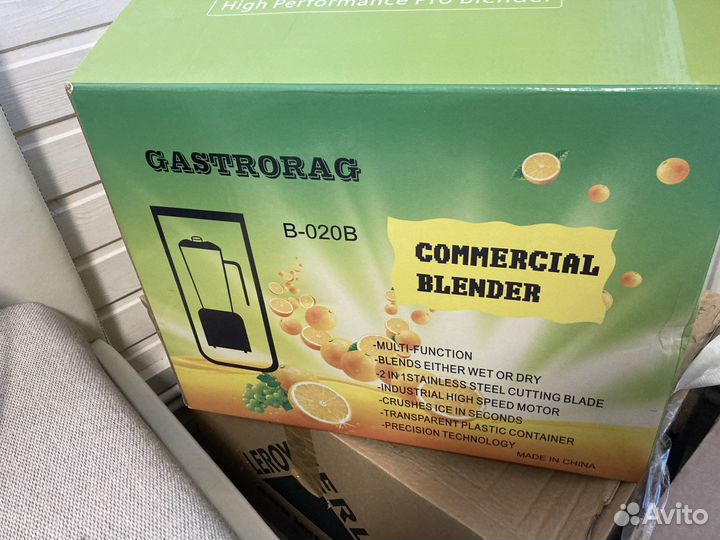 High Performance Pro Blender
GASTRORAG
B-020B
COMMERCIAL
BLENDER
-MULTI-FUNCTION
-BLENDS EITHER WET OR DRY
-2 IN 1STAINLESS STEEL CUTTING BLADE
-INDUSTRIAL HIGH SPEED MOTOR
-CRUSHES ICE IN SECONDS
-TRANSPARENT PLASTIC CONTAINER
-PRECISION TECHNOLOGY
MADE IN CHINA
LEROY
Avito